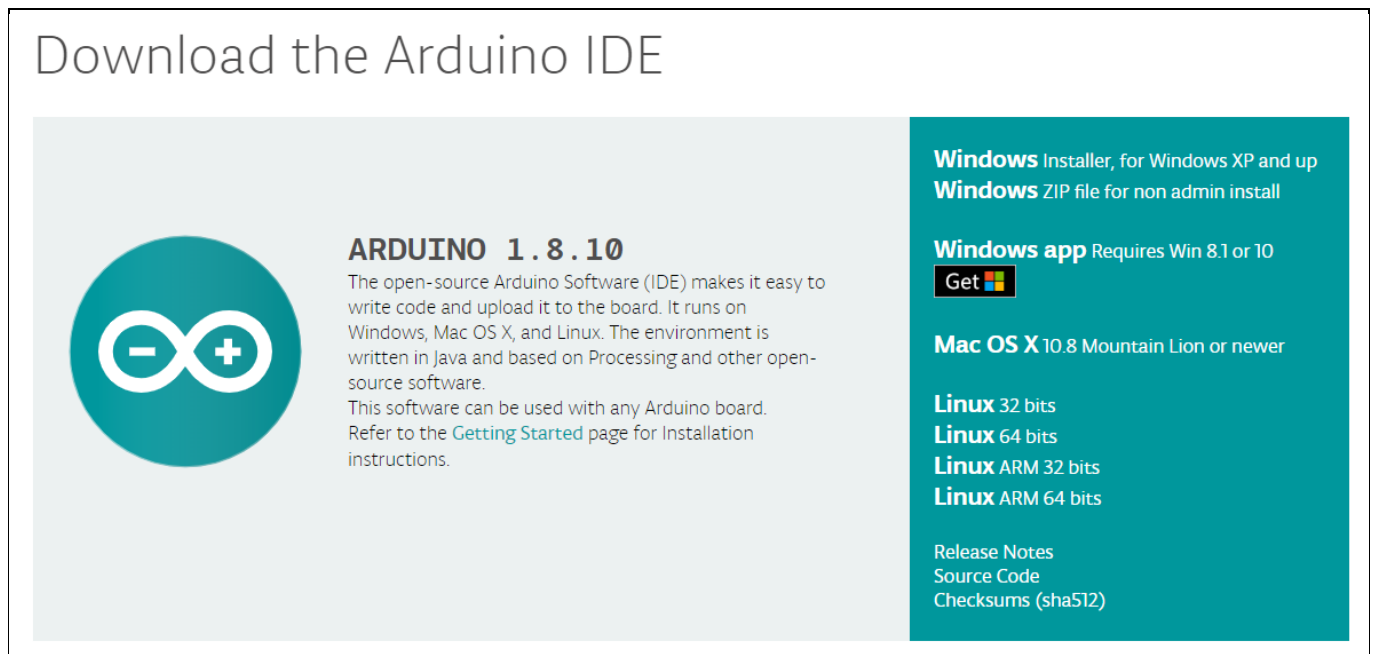 Download the Arduino IDE
ARDUINO 1.8.10
The open-source Arduino Software (IDE) makes it easy to
write code and upload it to the board. It runs on
Windows, Mac OS X, and Linux. The environment is
written in Java and based on Processing and other open-
source software.
This software can be used with any Arduino board.
Refer to the Getting Started page for Installation
instructions.
Windows Installer, for Windows XP and up
Windows ZIP file for non admin install
Windows app Requires Win 8.1 or 10
Get
Mac OS X 10.8 Mountain Lion or newer
Linux 32 bits
Linux 64 bits
Linux ARM 32 bits
Linux ARM 64 bits
Release Notes
Source Code
Checksums (sha512)